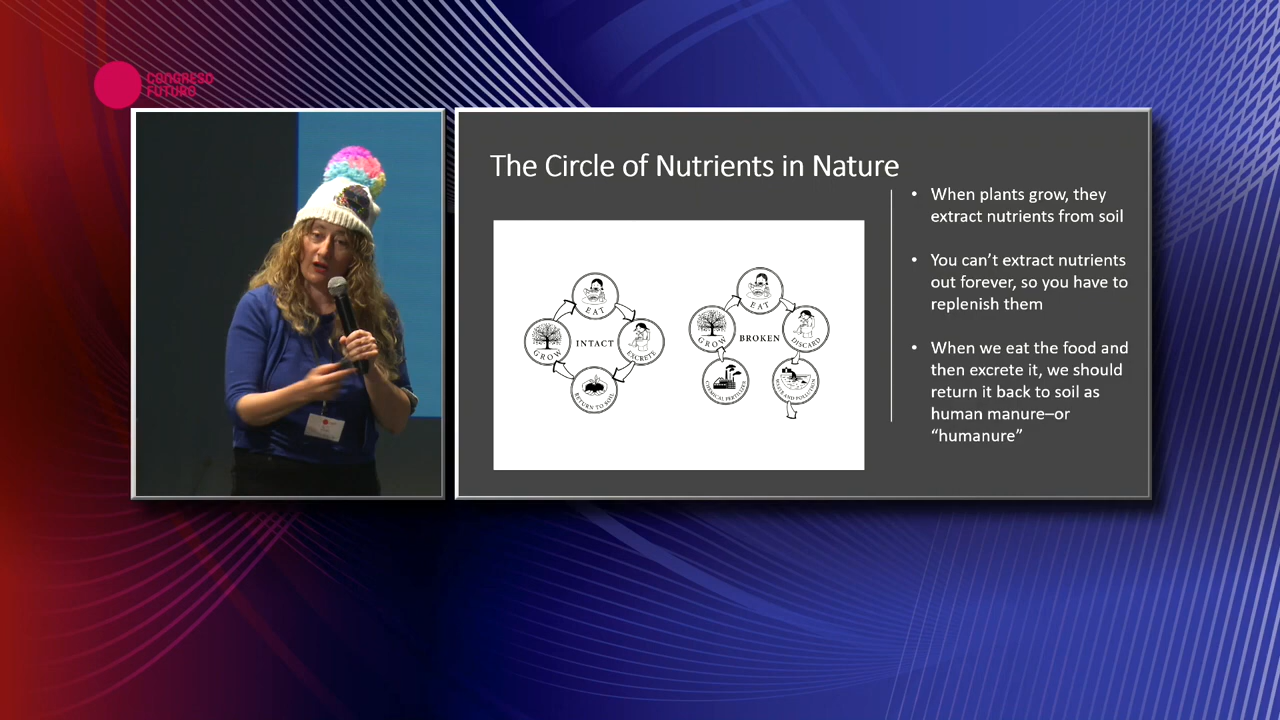 CONGRESO
FUTURO
The Circle of Nutrients in Nature
• When plants grow, they
extract nutrients from soil
• You can’t extract nutrients
out forever, so you have to
replenish them
• When we eat the food and
then excrete it, we should
return it back to soil as
human manure–or
“humanure”
EAT
GROW
INTACT
EXCRETE
RETURN TO SOIL
EAT
GROW
BROKEN
DISCARD
CHEMICAL FERTILIZER
WASTE AND POLLUTION